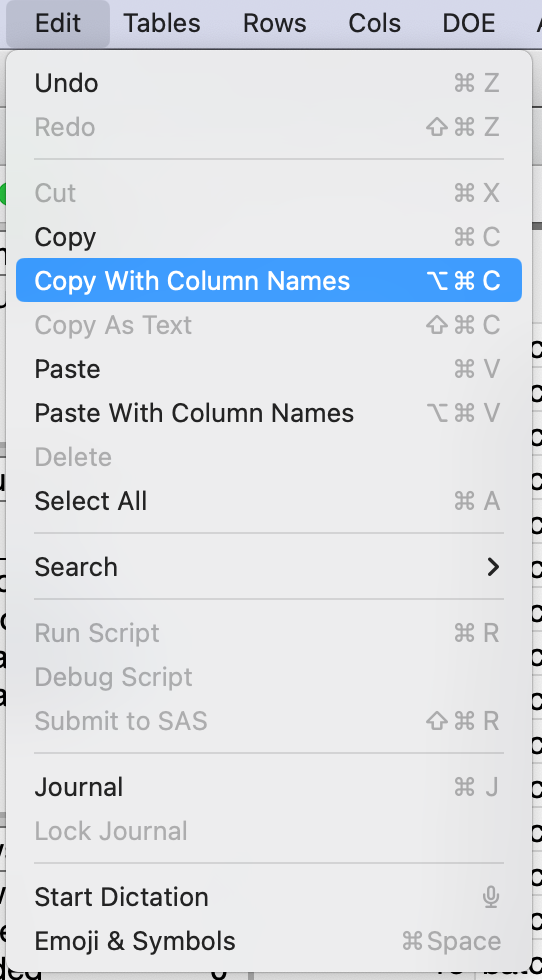 Edit Tables Rows Cols DOE
Undo ⌘ Z
Redo ⇧⌘ Z
Cut ⌘ X
Copy ⌘ C
Copy With Column Names ⌥⌘ C
Copy As Text ⇧⌘ C
Paste ⌘ V
Paste With Column Names ⌥⌘ V
Delete
Select All ⌘ A
Search
Run Script ⌘ R
Debug Script
Submit to SAS ⇧⌘ R
Journal ⌘ J
Lock Journal
Start Dictation
Emoji & Symbols ⌘Space